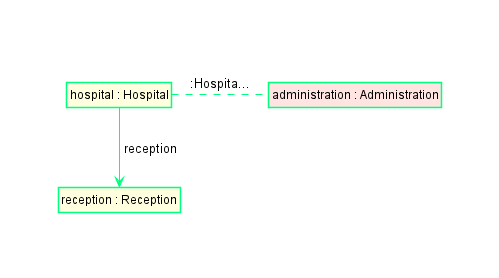 :Hospita...
hospital : Hospital
administration : Administration
reception
reception : Reception